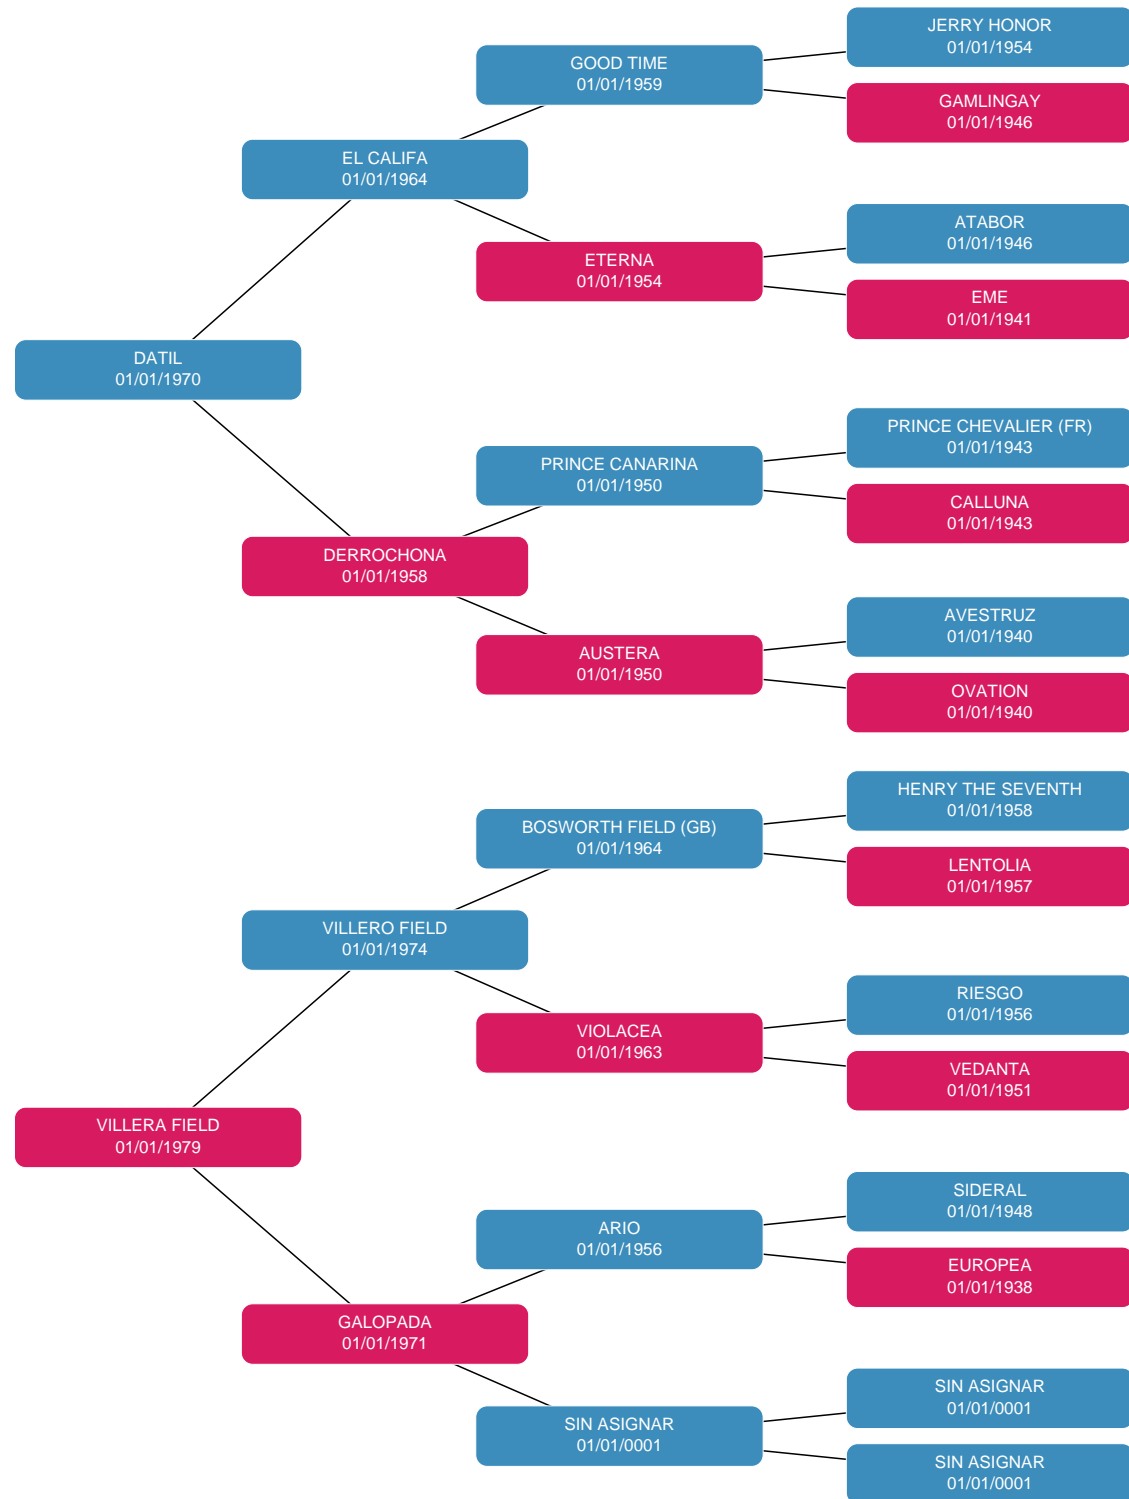 JERRY HONOR
01/01/1954
GOOD TIME
01/01/1959
GAMLINGAY
01/01/1946
EL CALIFA
01/01/1964
ATABOR
01/01/1946
ETERNA
01/01/1954
EME
01/01/1941
DATIL
01/01/1970
PRINCE CHEVALIER (FR)
01/01/1943
PRINCE CANARINA
01/01/1950
CALLUNA
01/01/1943
DERROCHONA
01/01/1958
AVESTRUZ
01/01/1940
AUSTERA
01/01/1950
OVATION
01/01/1940
HENRY THE SEVENTH
01/01/1958
BOSWORTH FIELD (GB)
01/01/1964
LENTOLIA
01/01/1957
VILLERO FIELD
01/01/1974
RIESGO
01/01/1956
VIOLACEA
01/01/1963
VEDANTA
01/01/1951
VILLERA FIELD
01/01/1979
SIDERAL
01/01/1948
ARIO
01/01/1956
EUROPEA
01/01/1938
GALOPADA
01/01/1971
SIN ASIGNAR
01/01/0001
SIN ASIGNAR
01/01/0001
SIN ASIGNAR
01/01/0001